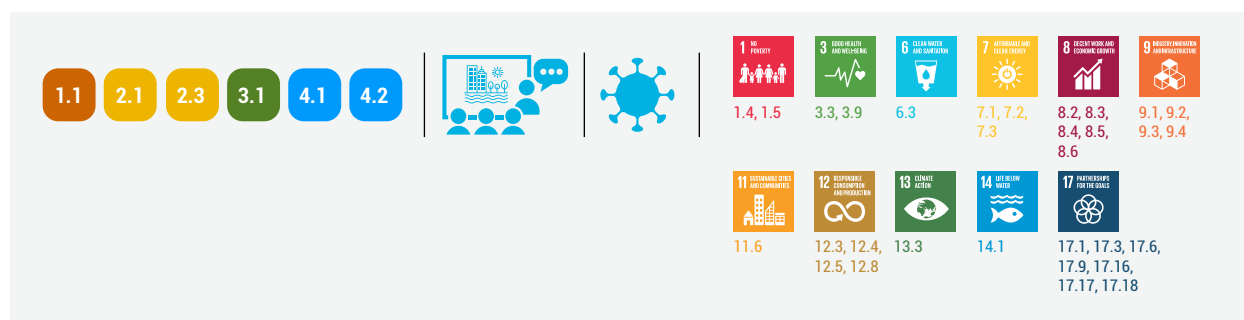 1.1 2.1 2.3 3.1 4.1 4.2
1 NO
POVERTY
1.4, 1.5
3 GOOD HEALTH
AND WELL-BEING
3.3, 3.9
6 CLEAN WATER
AND SANITATION
6.3
7 AFFORDABLE AND
CLEAN ENERGY
7.1, 7.2,
7.3
8 DECENT WORK AND
ECONOMIC GROWTH
8.2, 8.3,
8.4, 8.5,
8.6
9 INDUSTRY, INNOVATION
AND INFRASTRUCTURE
9.1, 9.2,
9.3, 9.4
11 SUSTAINABLE CITIES
AND COMMUNITIES
11.6
12 RESPONSIBLE
CONSUMPTION
AND PRODUCTION
12.3, 12.4,
12.5, 12.8
13 CLIMATE
ACTION
13.3
14 LIFE BELOW
WATER
14.1
17 PARTNERSHIPS
FOR THE GOALS
17.1, 17.3, 17.6,
17.9, 17.16,
17.17, 17.18